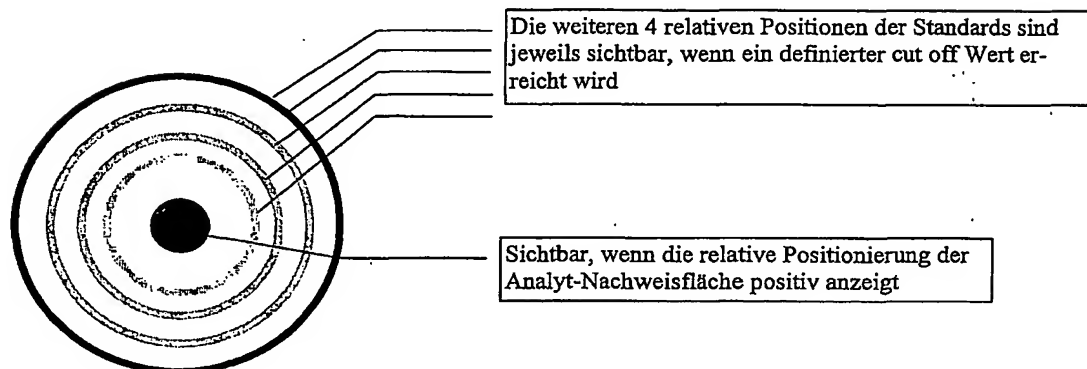 Die weiteren 4 relativen Positionen der Standards sind
jeweils sichtbar, wenn ein definierter cut off Wert er-
reicht wird
Sichtbar, wenn die relative Positionierung der
Analyt-Nachweisfläche positiv anzeigt